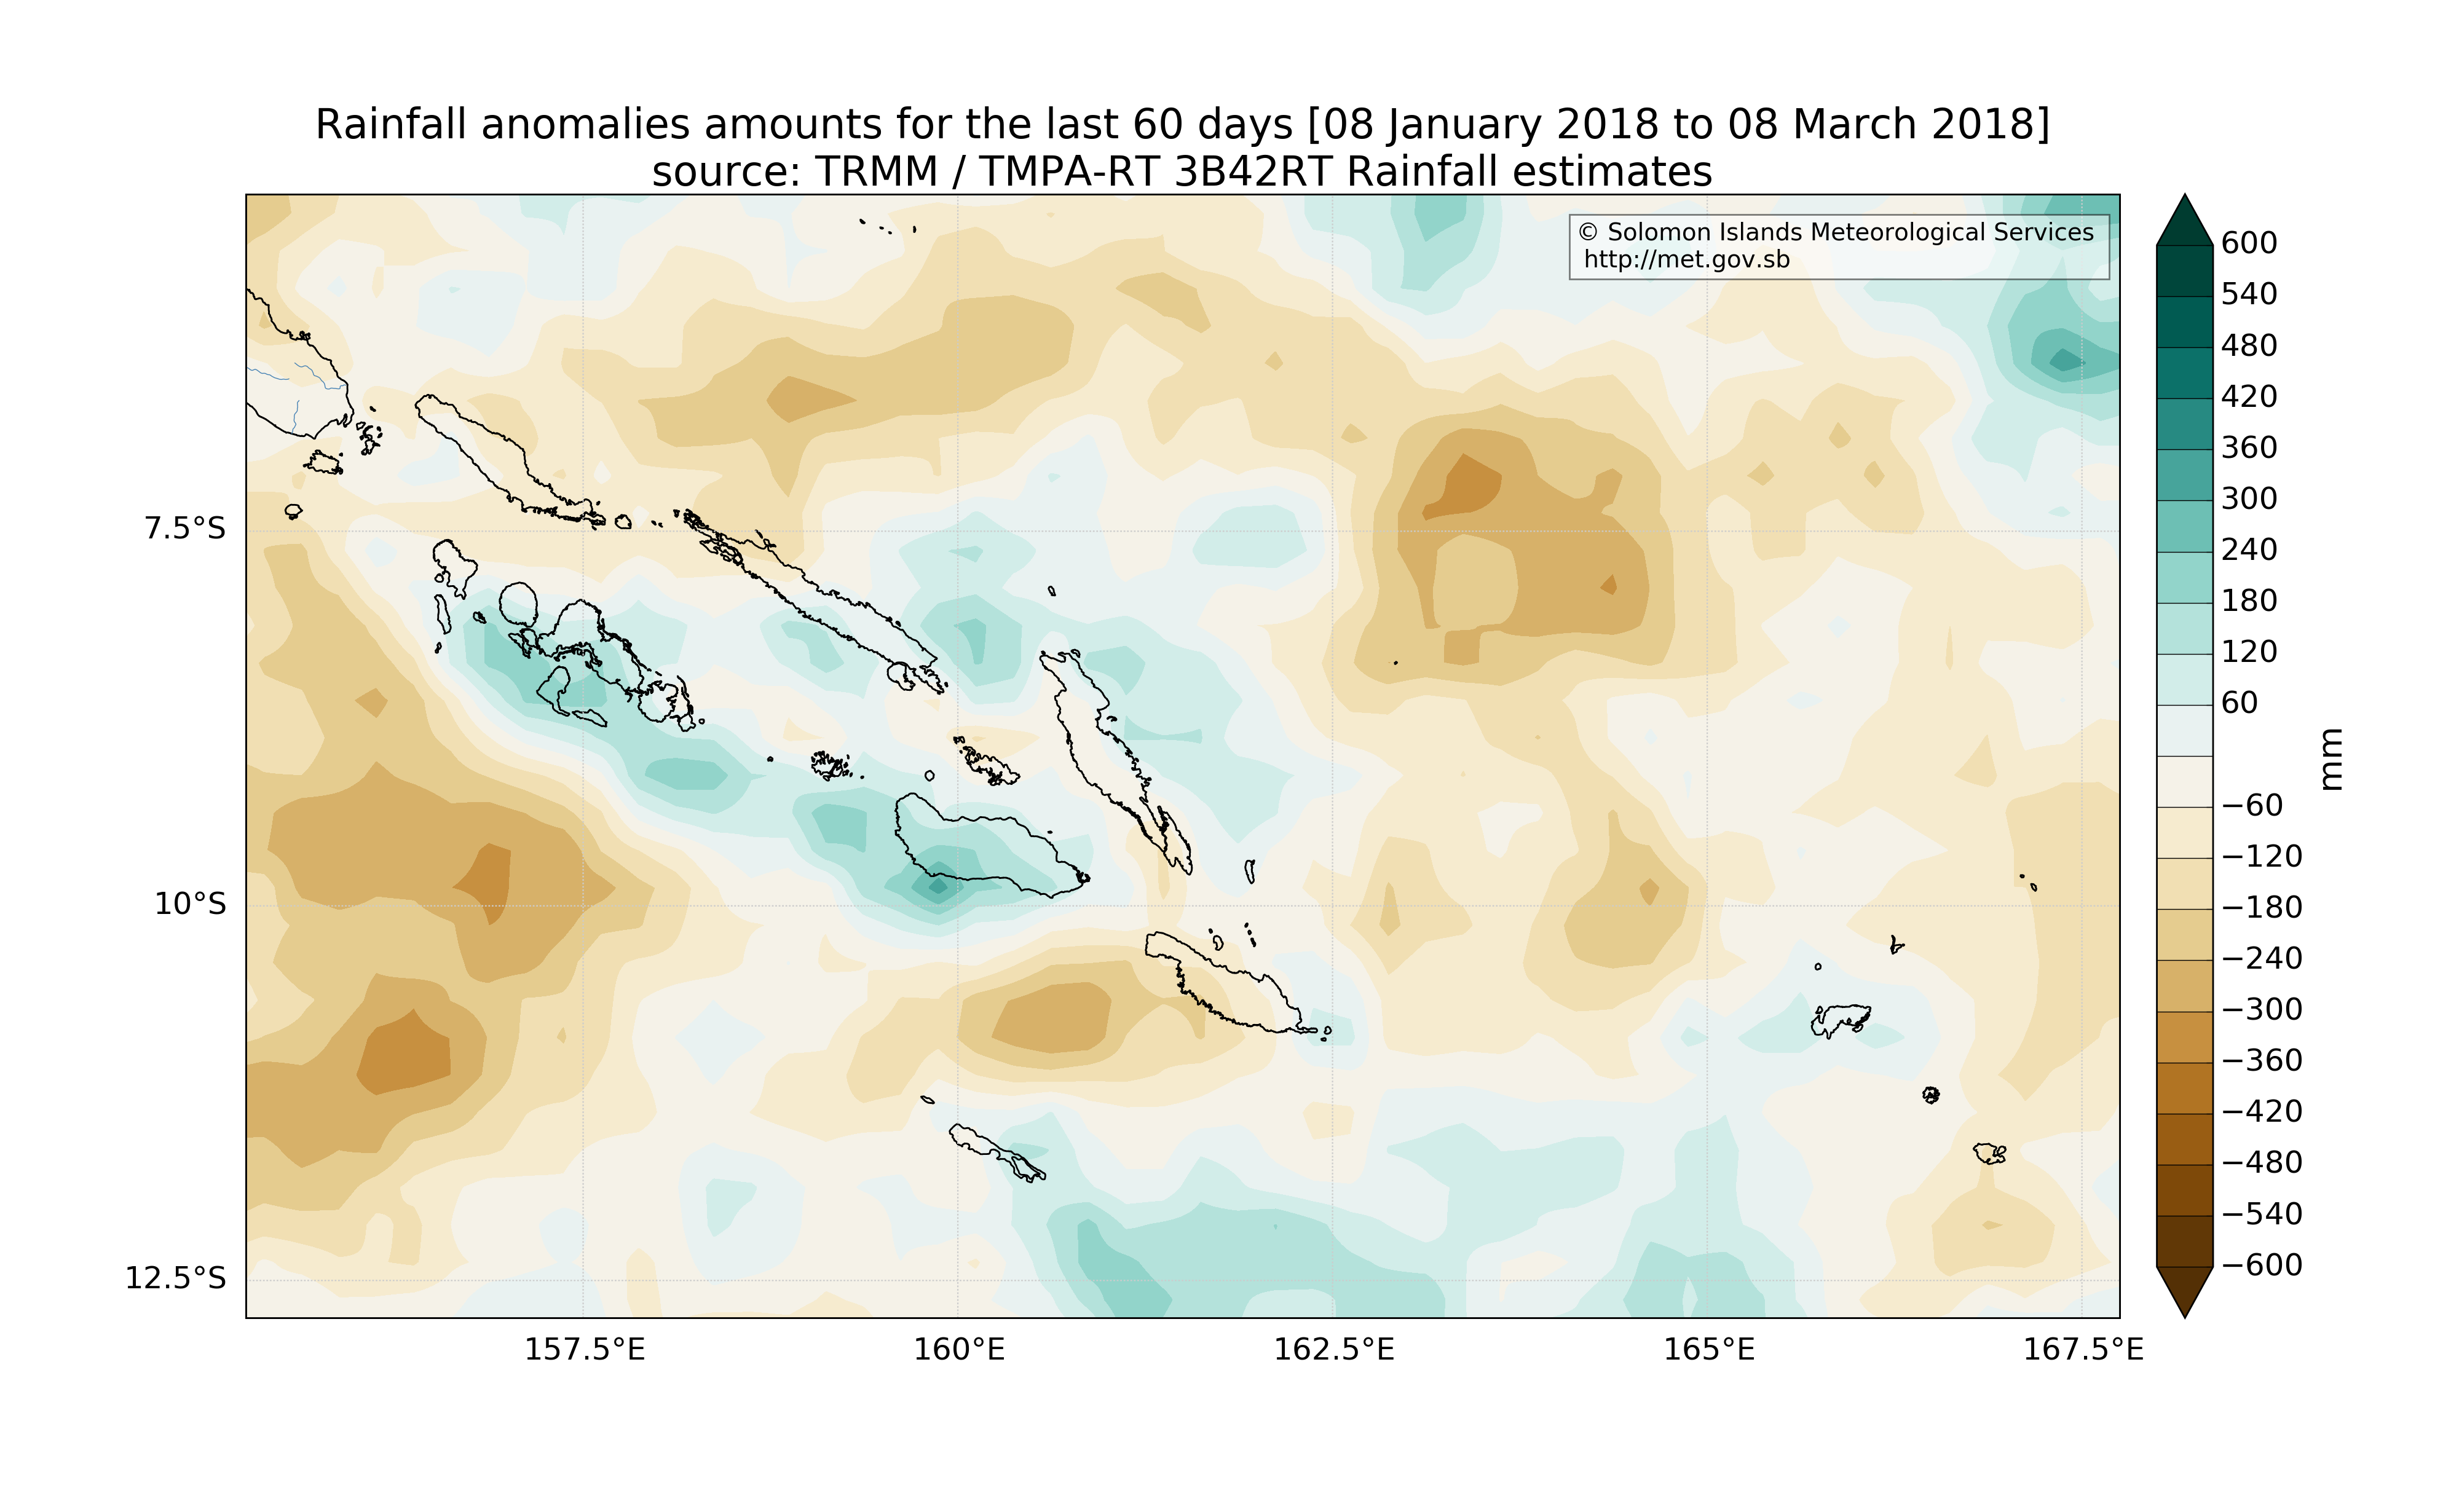 Rainfall anomalies amounts for the last 60 days [08 January 2018 to 08 March 2018]
source: TRMM / TMPA-RT 3B42RT Rainfall estimates
© Solomon Islands Meteorological Services
http://met.gov.sb
7.5°S
10°S
12.5°S
157.5°E
160°E
162.5°E
165°E
167.5°E
600
540
480
420
360
300
240
180
120
60
−60
−120
−180
−240
−300
−360
−420
−480
−540
−600
mm